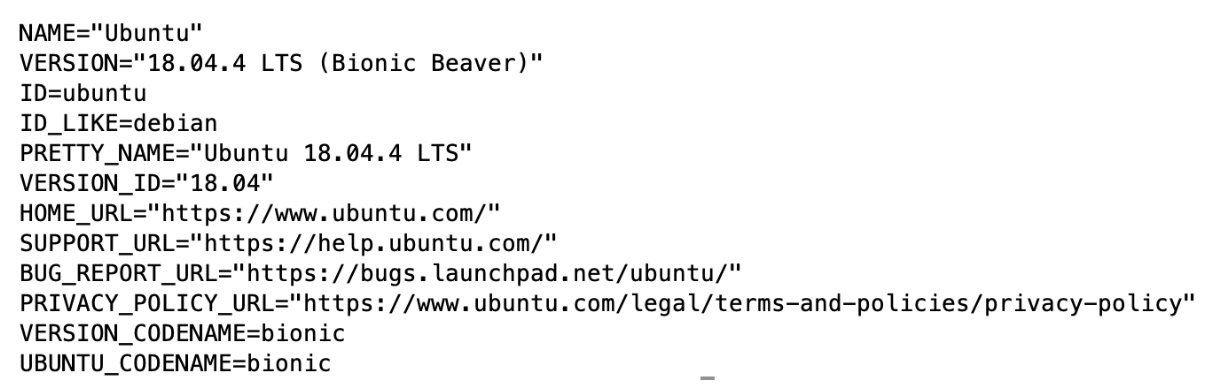 NAME="Ubuntu"
VERSION="18.04.4 LTS (Bionic Beaver)"
ID=ubuntu
ID_LIKE=debian
PRETTY_NAME="Ubuntu 18.04.4 LTS"
VERSION_ID="18.04"
HOME_URL="https://www.ubuntu.com/"
SUPPORT_URL="https://help.ubuntu.com/"
BUG_REPORT_URL="https://bugs.launchpad.net/ubuntu/"
PRIVACY_POLICY_URL="https://www.ubuntu.com/legal/terms-and-policies/privacy-policy"
VERSION_CODENAME=bionic
UBUNTU_CODENAME=bionic